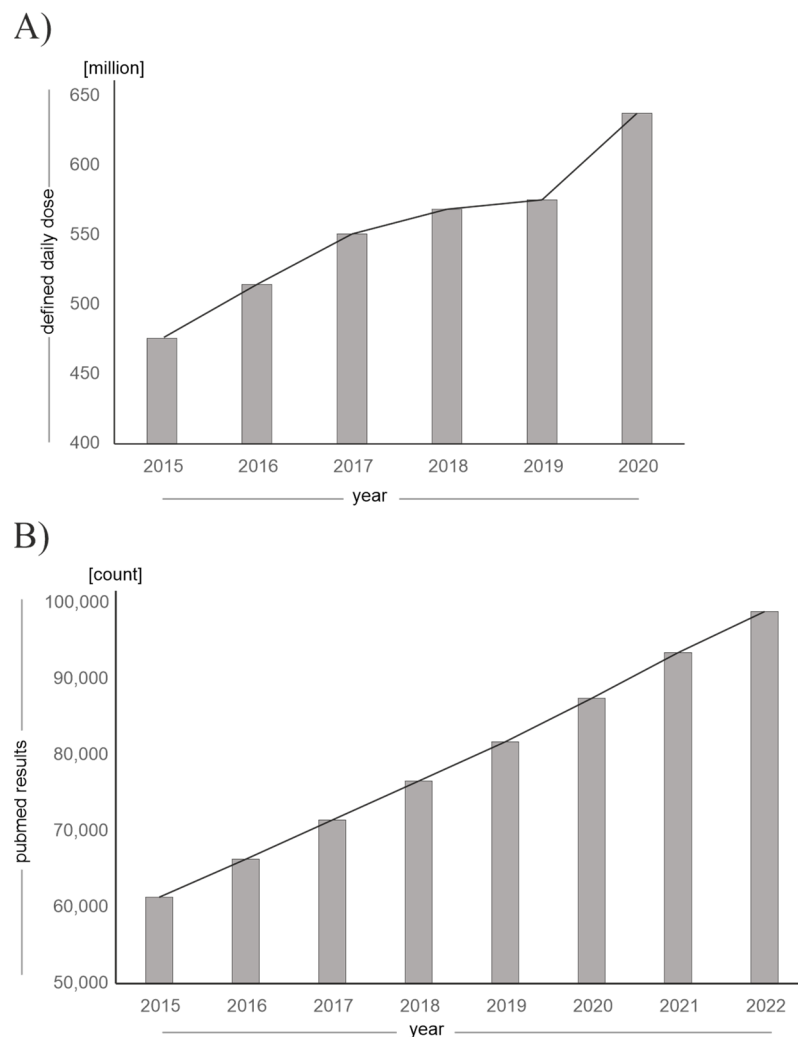 A)
[million]
650
600
550
500
450
400
defined daily dose
2015 2016 2017 2018 2019 2020
year
B)
[count]
100,000
90,000
80,000
70,000
60,000
50,000
pubmed results
2015 2016 2017 2018 2019 2020 2021 2022
year